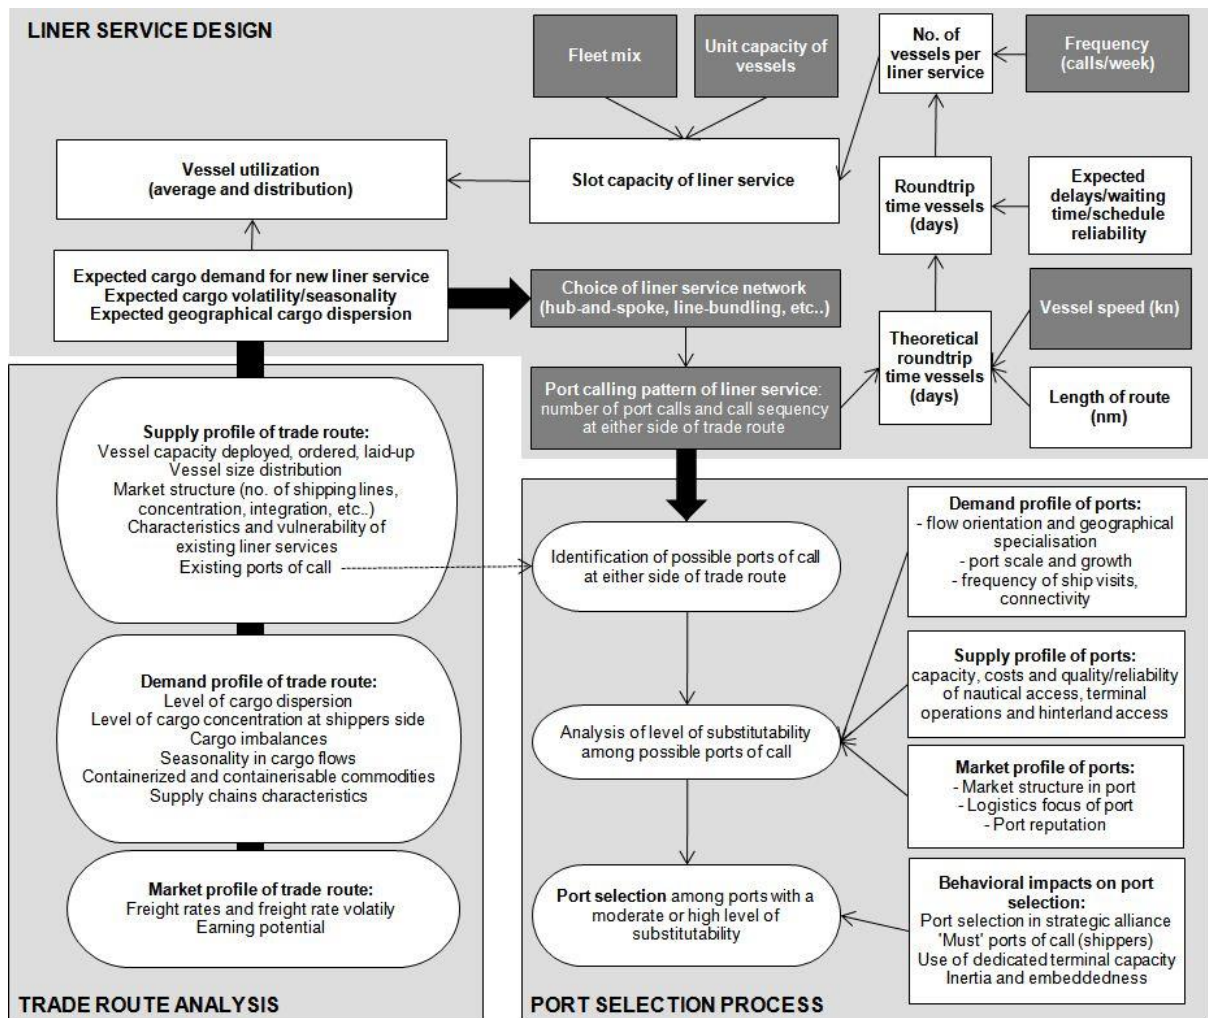 LINER SERVICE DESIGN
Fleet mix
Unit capacity of
vessels
No. of
vessels per
liner service
Frequency
(calls/week)
Vessel utilization
(average and distribution)
Slot capacity of liner service
Roundtrip
time vessels
(days)
Expected
delays/waiting
time/schedule
reliability
Expected cargo demand for new liner service
Expected cargo volatility/seasonality
Expected geographical cargo dispersion
Choice of liner service network
(hub-and-spoke, line-bundling, etc..)
Vessel speed (kn)
Theoretical
roundtrip
time vessels
(days)
Port calling pattern of liner service:
number of port calls and call sequency
at either side of trade route
Length of route
(nm)
Supply profile of trade route:
Vessel capacity deployed, ordered, laid-up
Vessel size distribution
Market structure (no. of shipping lines,
concentration, integration, etc..)
Characteristics and vulnerability of
existing liner services
Existing ports of call
Demand profile of trade route:
Level of cargo dispersion
Level of cargo concentration at shippers side
Cargo imbalances
Seasonality in cargo flows
Containerized and containerisable commodities
Supply chains characteristics
Market profile of trade route:
Freight rates and freight rate volatily
Earning potential
TRADE ROUTE ANALYSIS
Identification of possible ports of call
at either side of trade route
Analysis of level of substitutability
among possible ports of call
Port selection among ports with a
moderate or high level of
substitutability
Demand profile of ports:
- flow orientation and geographical
specialisation
- port scale and growth
- frequency of ship visits,
connectivity
Supply profile of ports:
capacity, costs and quality/reliability
of nautical access, terminal
operations and hinterland access
Market profile of ports:
- Market structure in port
- Logistics focus of port
- Port reputation
Behavioral impacts on port
selection:
Port selection in strategic alliance
'Must' ports of call (shippers)
Use of dedicated terminal capacity
Inertia and embeddedness
PORT SELECTION PROCESS